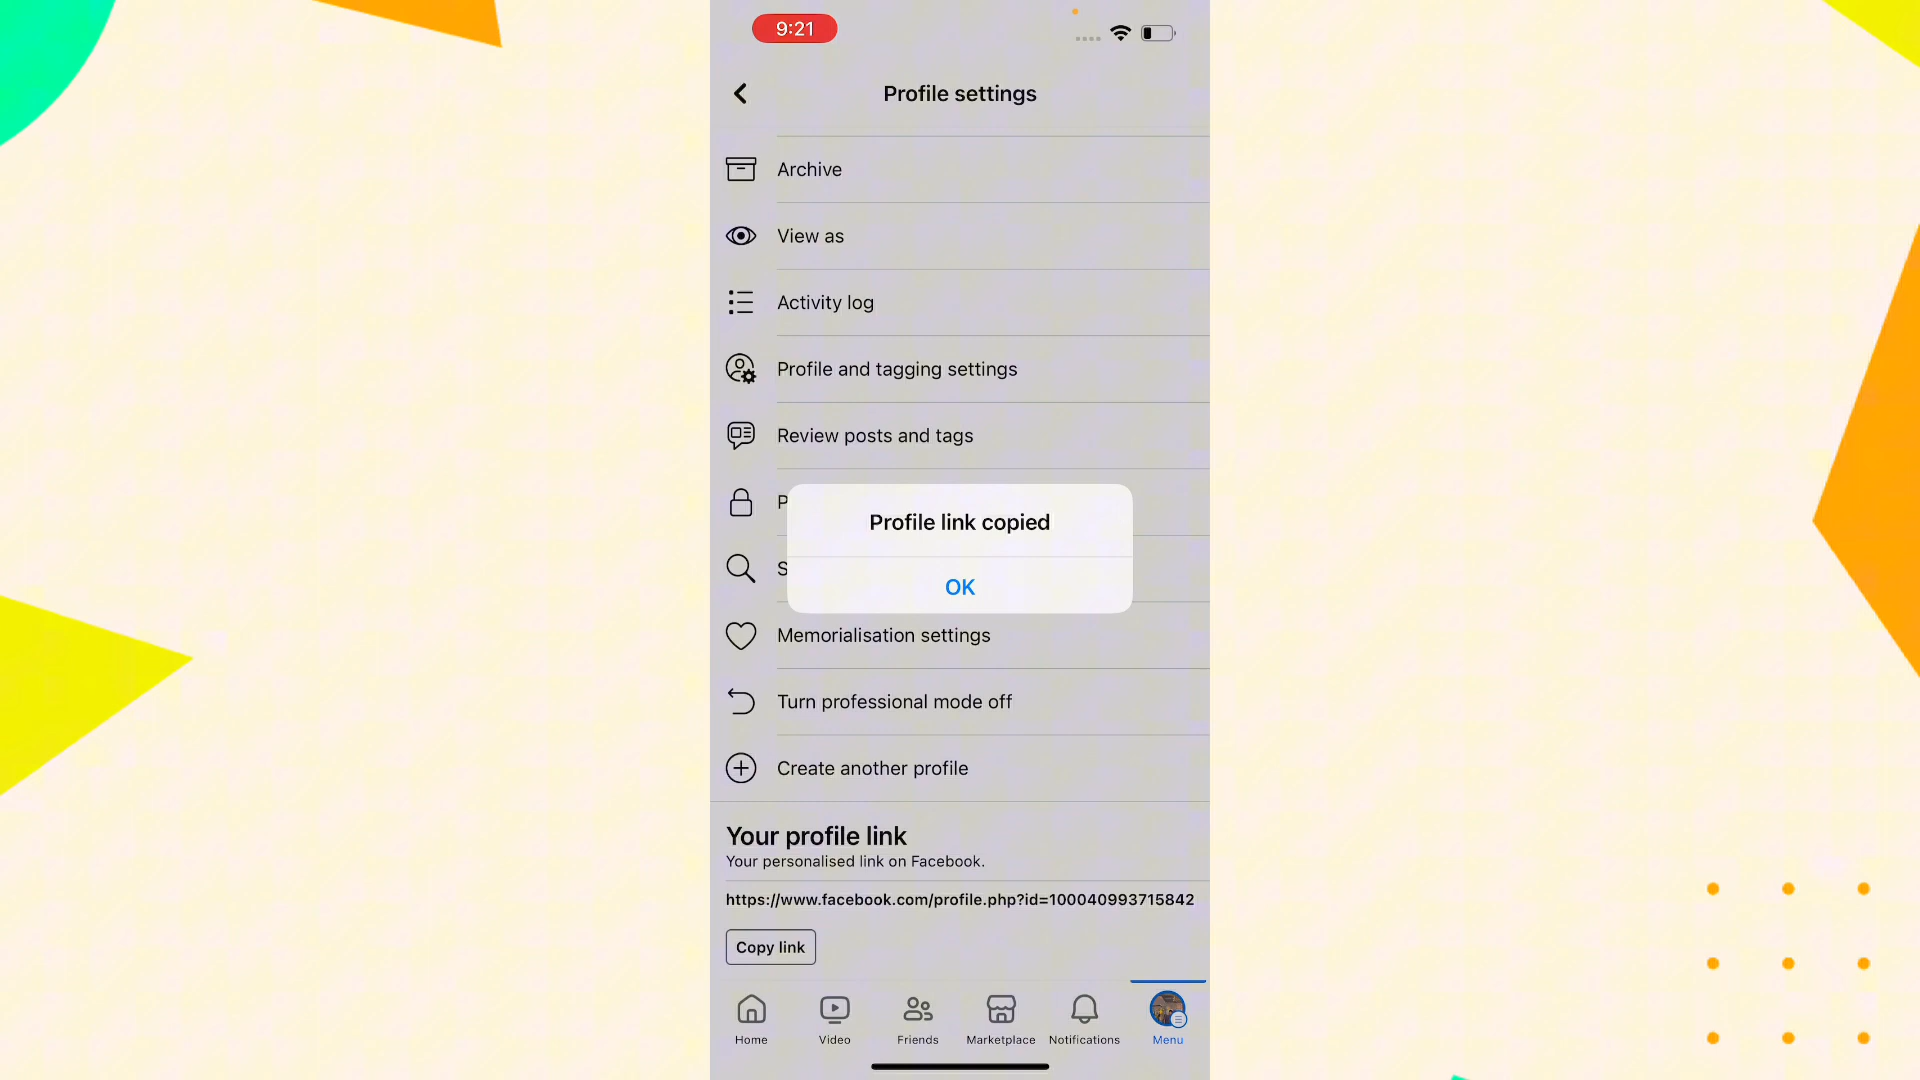 9:21
Profile settings
Archive
View as
Activity log
Profile and tagging settings
Review posts and tags
P
Profile link copied
S
OK
Memorialisation settings
Turn professional mode off
Create another profile
Your profile link
Your personalised link on Facebook.
https://www.facebook.com/profile.php?id=100040993715842
Copy link
Home Video Friends Marketplace Notifications Menu